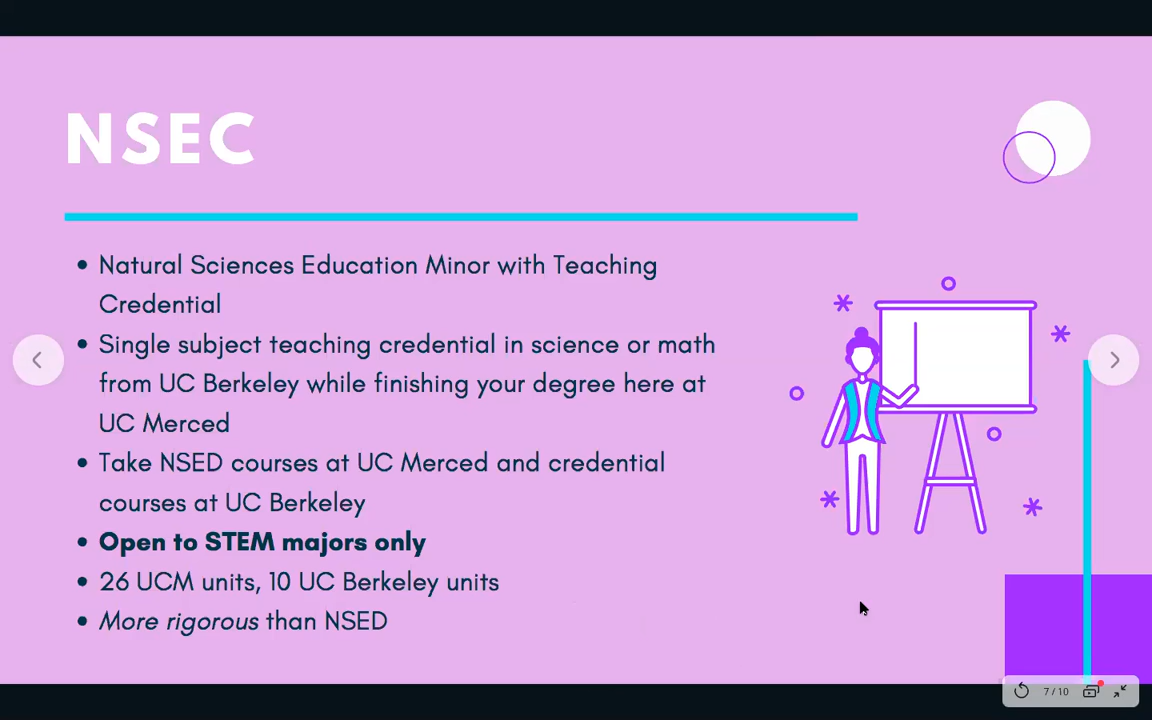 NSEC
Natural Sciences Education Minor with Teaching
Credential
Single subject teaching credential in science or math
from UC Berkeley while finishing your degree here at
UC Merced
Take NSED courses at UC Merced and credential
courses at UC Berkeley
Open to STEM majors only
26 UCM units, 10 UC Berkeley units
More rigorous than NSED
7/10